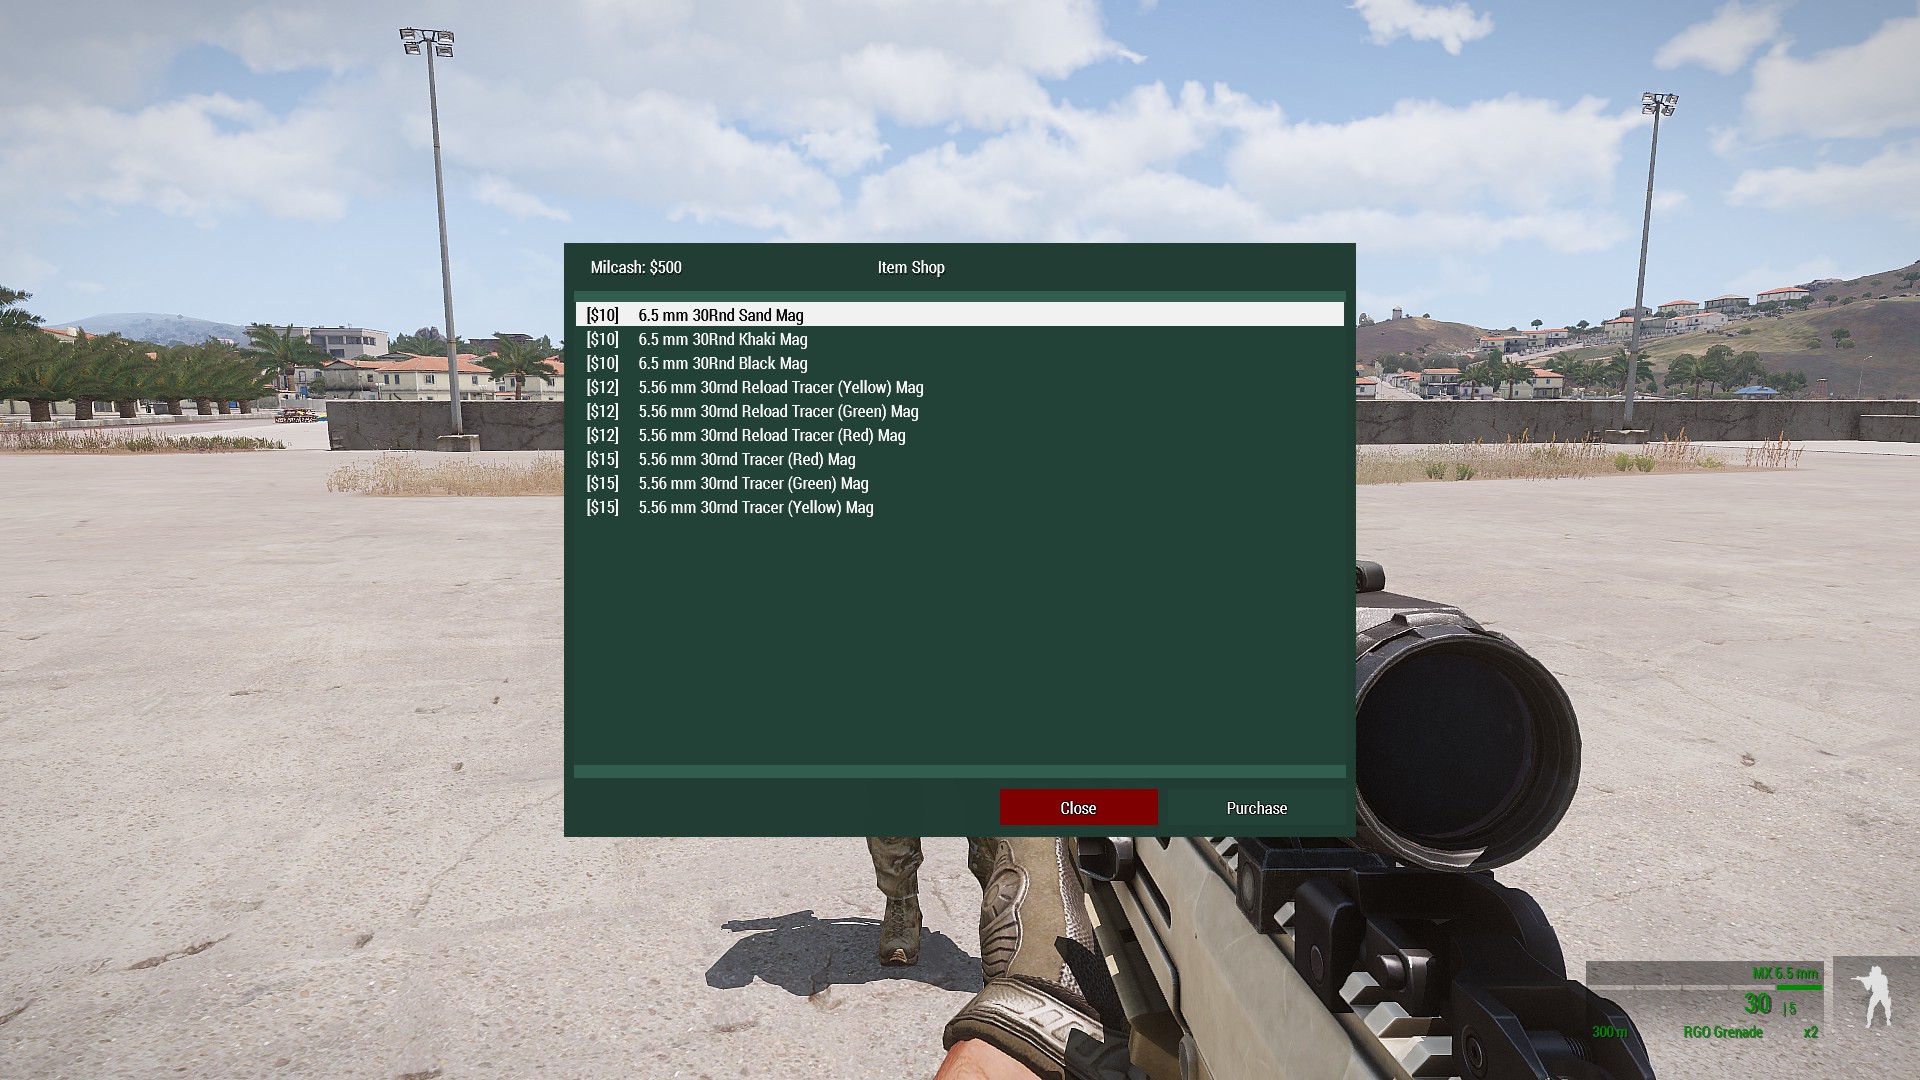 Milcash: $500 Item Shop
[$10] 6.5 mm 30Rnd Sand Mag
[$10] 6.5 mm 30Rnd Khaki Mag
[$10] 6.5 mm 30Rnd Black Mag
[$12] 5.56 mm 30rnd Reload Tracer (Yellow) Mag
[$12] 5.56 mm 30rnd Reload Tracer (Green) Mag
[$12] 5.56 mm 30rnd Reload Tracer (Red) Mag
[$15] 5.56 mm 30rnd Tracer (Red) Mag
[$15] 5.56 mm 30rnd Tracer (Green) Mag
[$15] 5.56 mm 30rnd Tracer (Yellow) Mag
Close Purchase
MX 6.5 mm
30 |5
300 m RGO Grenade x2